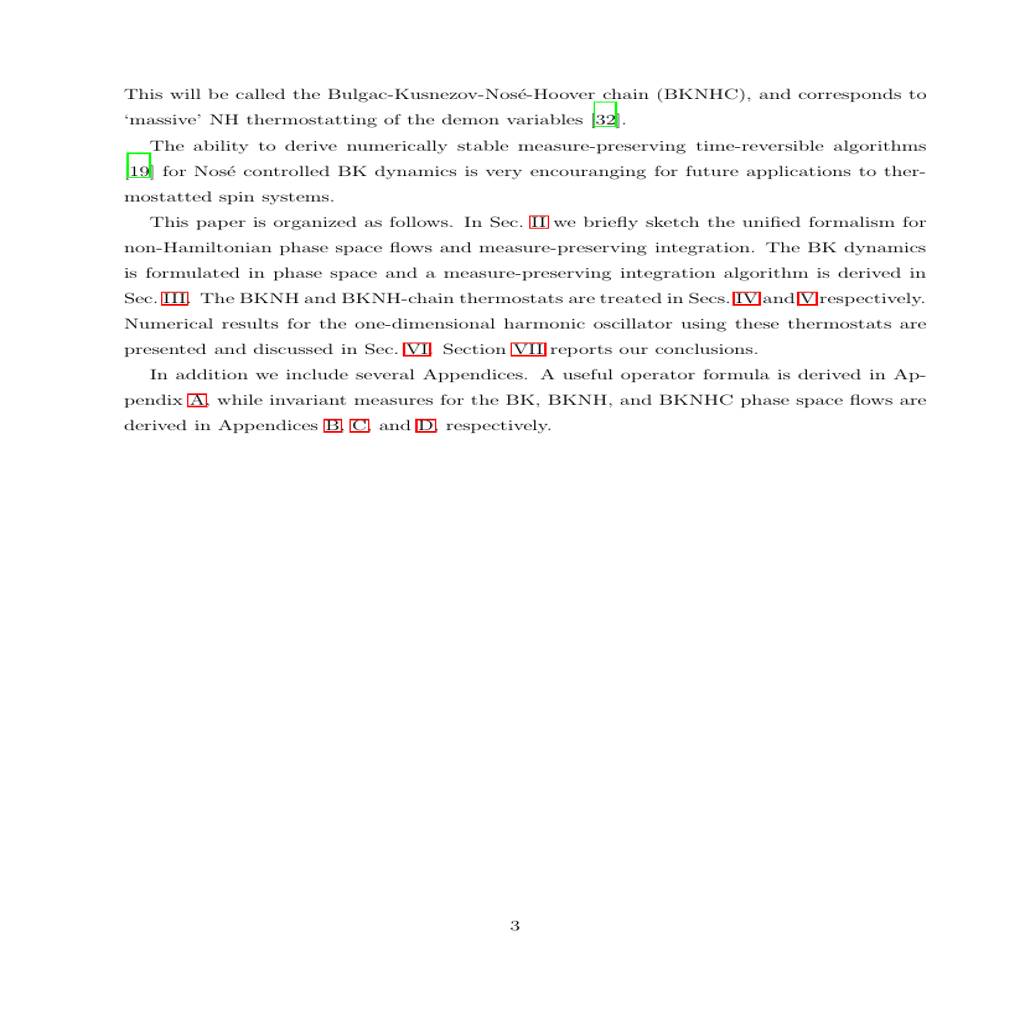 This will be called the Bulgac-Kusnezov-Nosé-Hoover chain (BKNHC), and corresponds to
‘massive’ NH thermostatting of the demon variables [32].
The ability to derive numerically stable measure-preserving time-reversible algorithms
[19] for Nosé controlled BK dynamics is very encouranging for future applications to ther-
mostatted spin systems.
This paper is organized as follows. In Sec. II we briefly sketch the unified formalism for
non-Hamiltonian phase space flows and measure-preserving integration. The BK dynamics
is formulated in phase space and a measure-preserving integration algorithm is derived in
Sec. III. The BKNH and BKNH-chain thermostats are treated in Secs. IV and V respectively.
Numerical results for the one-dimensional harmonic oscillator using these thermostats are
presented and discussed in Sec. VI. Section VII reports our conclusions.
In addition we include several Appendices. A useful operator formula is derived in Ap-
pendix A, while invariant measures for the BK, BKNH, and BKNHC phase space flows are
derived in Appendices B, C, and D, respectively.
3